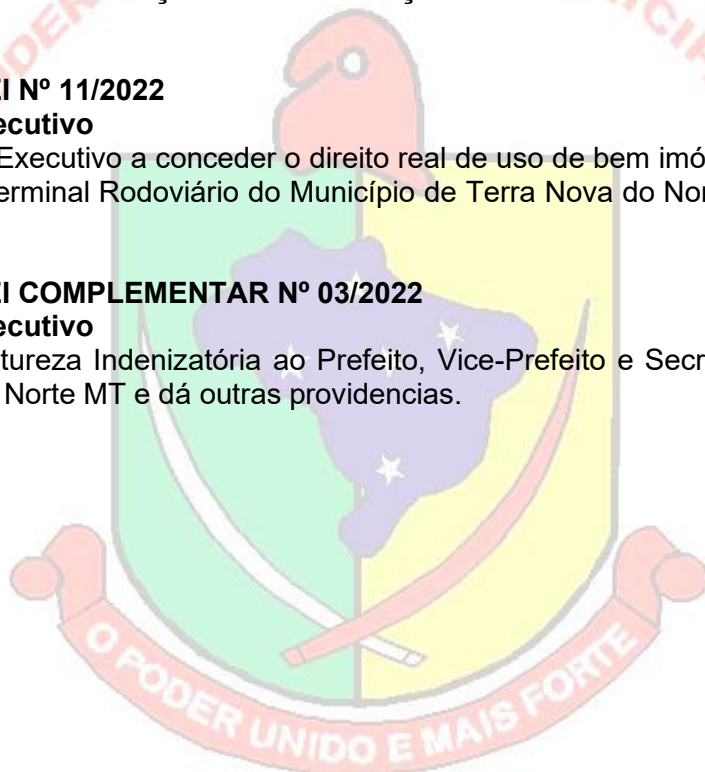 EI Nº 11/2022
ecutivo
Executivo a conceder o direito real de uso de bem imó
erminal Rodoviário do Município de Terra Nova do Nor
EI COMPLEMENTAR Nº 03/2022
ecutivo
tureza Indenizatória ao Prefeito, Vice-Prefeito e Secr
Norte MT e dá outras providencias.
O PODER UNIDO E MAIS FORTE